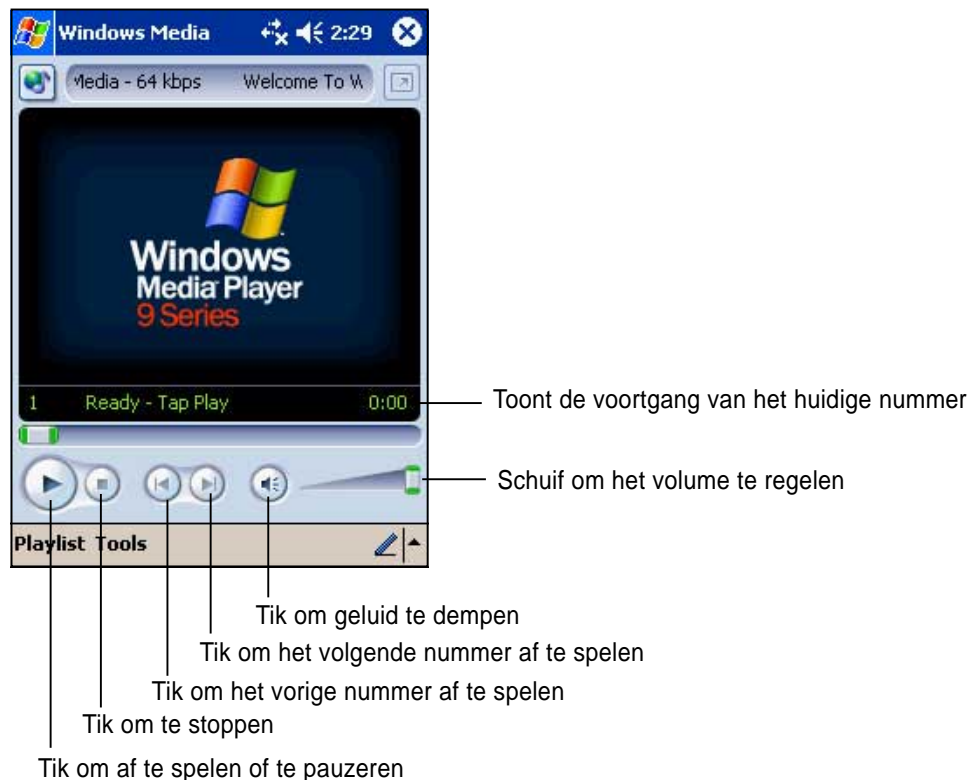 Windows Media 2:29
Media - 64 kbps Welcome To W
Windows
Media Player
9 Series
1 Ready - Tap Play 0:00
Toont de voortgang van het huidige nummer
Schuif om het volume te regelen
Playlist Tools
Tik om geluid te dempen
Tik om het volgende nummer af te spelen
Tik om het vorige nummer af te spelen
Tik om te stoppen
Tik om af te spelen of te pauzeren